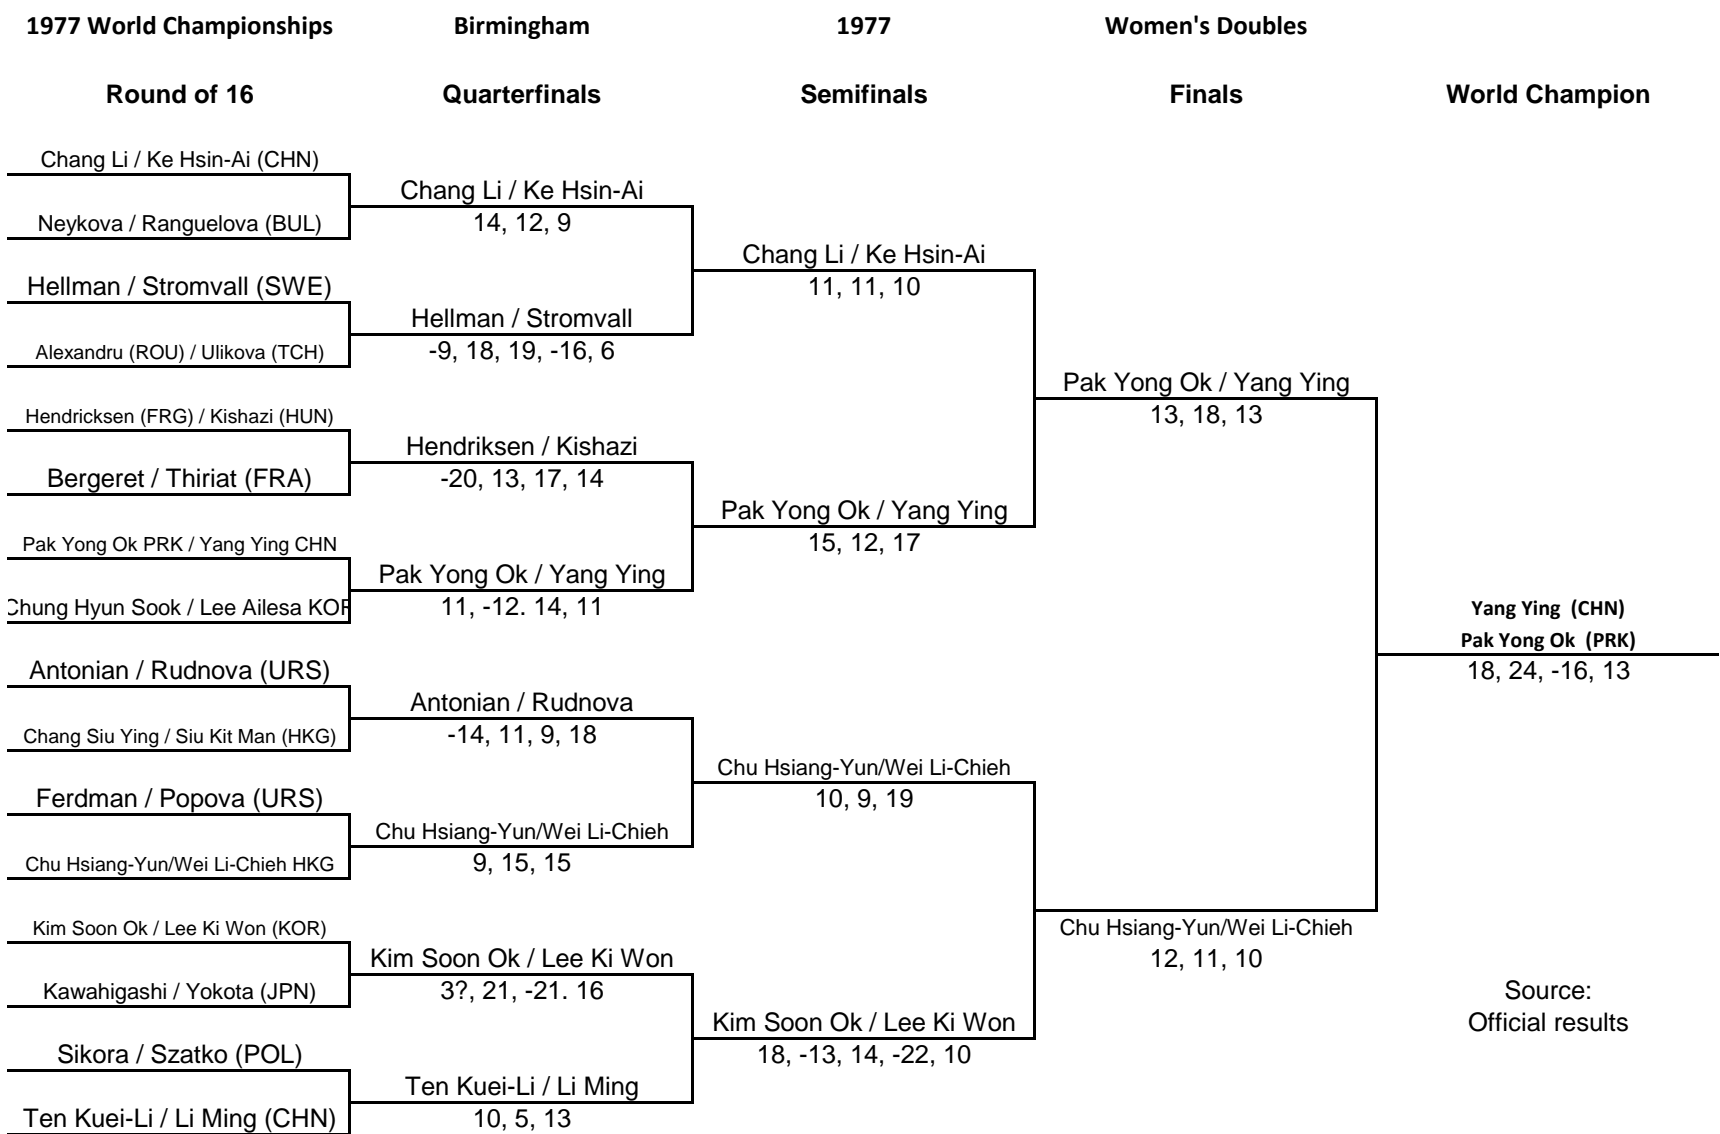 1977 World Championships Birmingham 1977 Women's Doubles
Round of 16 Quarterfinals Semifinals Finals World Champion
Chang Li / Ke Hsin-Ai (CHN)
Chang Li / Ke Hsin-Ai
Neykova / Ranguelova (BUL)
14, 12, 9
Chang Li / Ke Hsin-Ai
Hellman / Stromvall (SWE)
11, 11, 10
Hellman / Stromvall
Alexandru (ROU) / Ulikova (TCH)
-9, 18, 19, -16, 6
Pak Yong Ok / Yang Ying
Hendricksen (FRG) / Kishazi (HUN)
13, 18, 13
Hendriksen / Kishazi
Bergeret / Thiriat (FRA)
-20, 13, 17, 14
Pak Yong Ok / Yang Ying
Pak Yong Ok PRK / Yang Ying CHN
15, 12, 17
Pak Yong Ok / Yang Ying
Chung Hyun Sook / Lee Ailesa KOR
11, -12. 14, 11
Yang Ying (CHN)
Pak Yong Ok (PRK)
Antonian / Rudnova (URS)
18, 24, -16, 13
Antonian / Rudnova
Chang Siu Ying / Siu Kit Man (HKG)
-14, 11, 9, 18
Chu Hsiang-Yun/Wei Li-Chieh
Ferdman / Popova (URS)
10, 9, 19
Chu Hsiang-Yun/Wei Li-Chieh
Chu Hsiang-Yun/Wei Li-Chieh HKG
9, 15, 15
Kim Soon Ok / Lee Ki Won (KOR)
Chu Hsiang-Yun/Wei Li-Chieh
Kim Soon Ok / Lee Ki Won
12, 11, 10
Kawahigashi / Yokota (JPN)
3?, 21, -21. 16
Source:
Kim Soon Ok / Lee Ki Won
Official results
Sikora / Szatko (POL)
18, -13, 14, -22, 10
Ten Kuei-Li / Li Ming
Ten Kuei-Li / Li Ming (CHN)
10, 5, 13